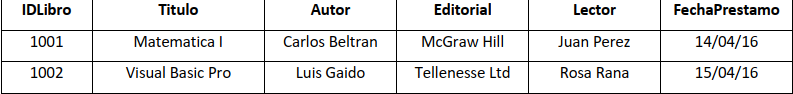 IDLibro Titulo Autor Editorial Lector FechaPrestamo
1001 Matematica I Carlos Beltran McGraw Hill Juan Perez 14/04/16
1002 Visual Basic Pro Luis Gaido Tellenesse Ltd Rosa Rana 15/04/16